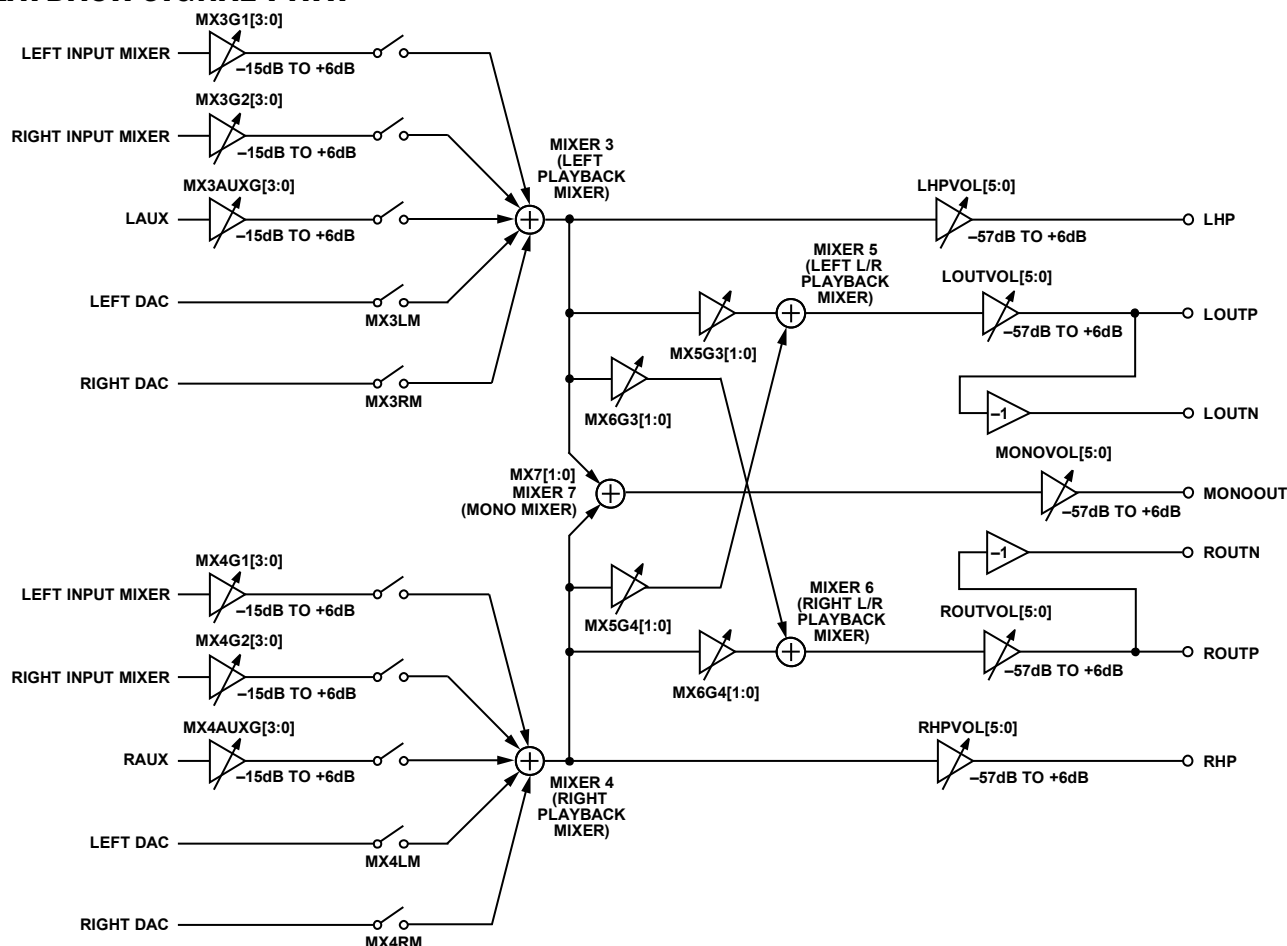 MX3G1[3:0]
LEFT INPUT MIXER
–15dB TO +6dB
MX3G2[3:0]
RIGHT INPUT MIXER
–15dB TO +6dB
MX3AUXG[3:0]
LAUX
–15dB TO +6dB
LEFT DAC
MX3LM
RIGHT DAC
MX3RM
MIXER 3
(LEFT
PLAYBACK
MIXER)
LHPVOL[5:0]
–57dB TO +6dB
LHP
MIXER 5
(LEFT L/R
PLAYBACK
MIXER)
MX5G3[1:0]
LOUTVOL[5:0]
–57dB TO +6dB
LOUTP
MX6G3[1:0]
–1
LOUTN
MX7[1:0]
MIXER 7
(MONO MIXER)
MONOVOL[5:0]
–57dB TO +6dB
MONOOUT
–1
ROUTN
MX5G4[1:0]
MIXER 6
(RIGHT L/R
PLAYBACK
MIXER)
MX6G4[1:0]
ROUTVOL[5:0]
–57dB TO +6dB
ROUTP
MX4G1[3:0]
LEFT INPUT MIXER
–15dB TO +6dB
MX4G2[3:0]
RIGHT INPUT MIXER
–15dB TO +6dB
MX4AUXG[3:0]
RAUX
–15dB TO +6dB
MIXER 4
(RIGHT
PLAYBACK
MIXER)
RHPVOL[5:0]
–57dB TO +6dB
RHP
LEFT DAC
MX4LM
RIGHT DAC
MX4RM